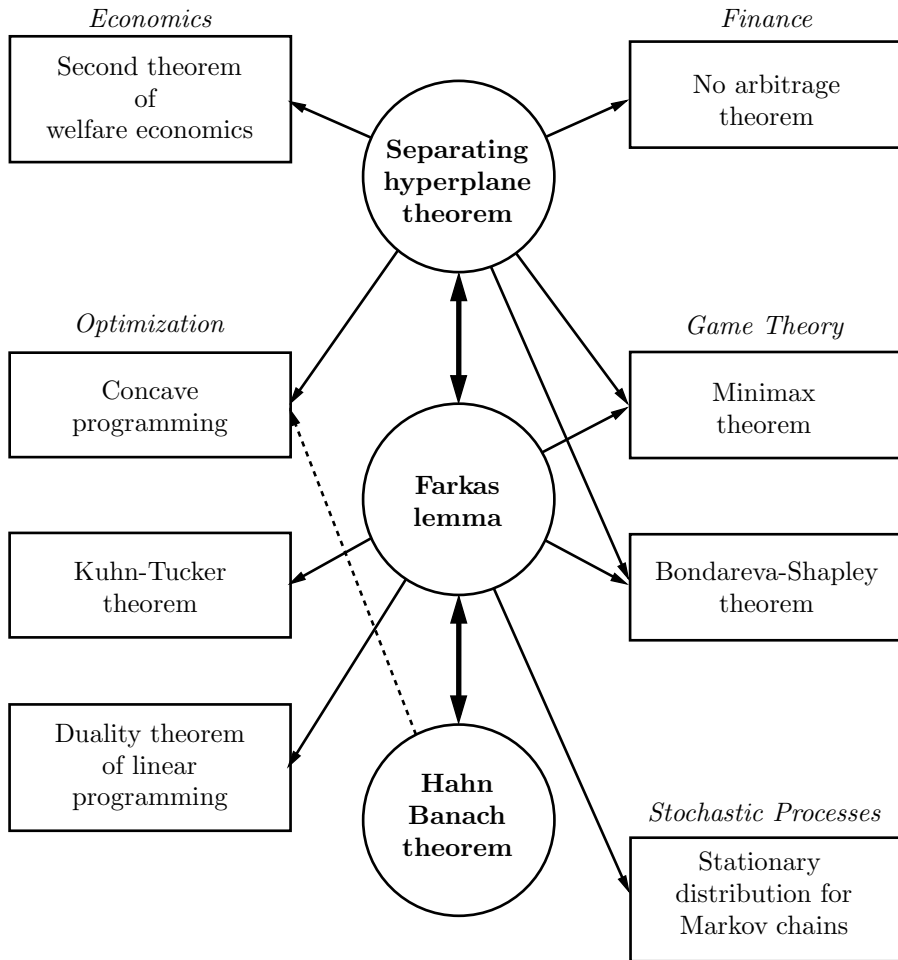 Economics
Second theorem
of
welfare economics
Finance
No arbitrage
theorem
Separating
hyperplane
theorem
Optimization
Concave
programming
Game Theory
Minimax
theorem
Farkas
lemma
Kuhn-Tucker
theorem
Bondareva-Shapley
theorem
Duality theorem
of linear
programming
Hahn
Banach
theorem
Stochastic Processes
Stationary
distribution for
Markov chains